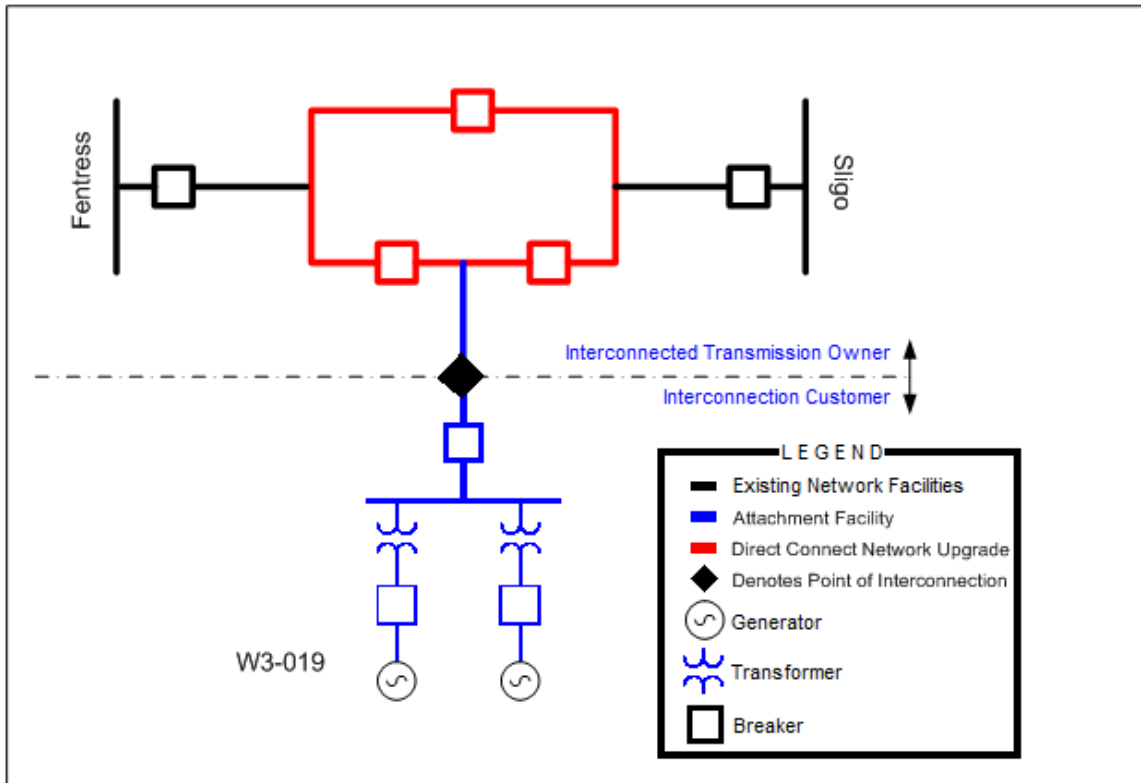 Fentress
Sligo
Interconnected Transmission Owner
Interconnection Customer
LEGEND
Existing Network Facilities
Attachment Facility
Direct Connect Network Upgrade
Denotes Point of Interconnection
Generator
Transformer
Breaker
W3-019